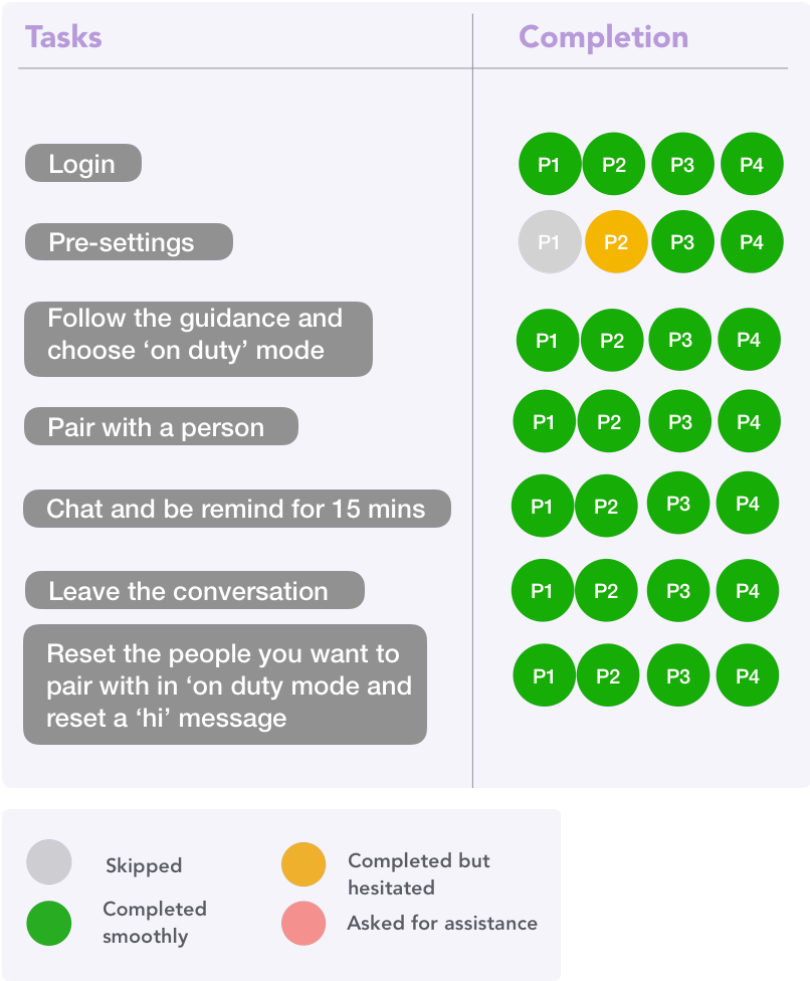 Tasks
Completion
Login
P1 P2 P3 P4
Pre-settings
P1 P2 P3 P4
Follow the guidance and
choose ‘on duty’ mode
P1 P2 P3 P4
Pair with a person
P1 P2 P3 P4
Chat and be remind for 15 mins
P1 P2 P3 P4
Leave the conversation
P1 P2 P3 P4
Reset the people you want to
pair with in ‘on duty mode and
reset a ‘hi’ message
P1 P2 P3 P4
Skipped
Completed but
hesitated
Completed
smoothly
Asked for assistance